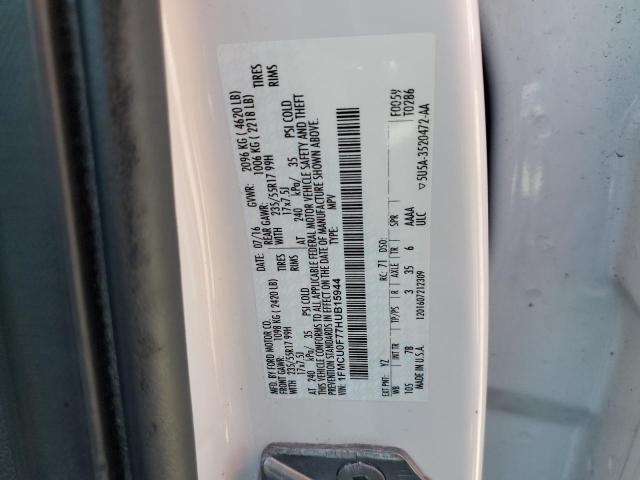 MFD. BY FORD MOTOR CO.
DATE: 07/16 GVWR: 2096 KG ( 4620 LB)
FRONT GAWR: 1098 KG ( 2420 LB) REAR GAWR: 1006 KG ( 2218 LB)
235/55R17 99H TIRES WITH 235/55R17 99H TIRES
17x7.5J RIMS 17x7.5J RIMS
AT 240 kPa/ 35 PSI COLD AT 240 kPa/ 35 PSI COLD
THIS VEHICLE CONFORMS TO ALL APPLICABLE FEDERAL MOTOR VEHICLE SAFETY AND THEFT
PREVENTION STANDARDS IN EFFECT ON THE DATE OF MANUFACTURE SHOWN ABOVE.
VIN: 1FMCU0F77HUB15944 TYPE: MPV
F0059
T0286
EXT PNT: YZ RC: 71 DSO:
WB INT TR TP/PS R AXLE TR SPR
105 7B 3 35 6 AAAA
ULC
▽5U5A-3520472-AA
MADE IN U.S.A. 1201607212309